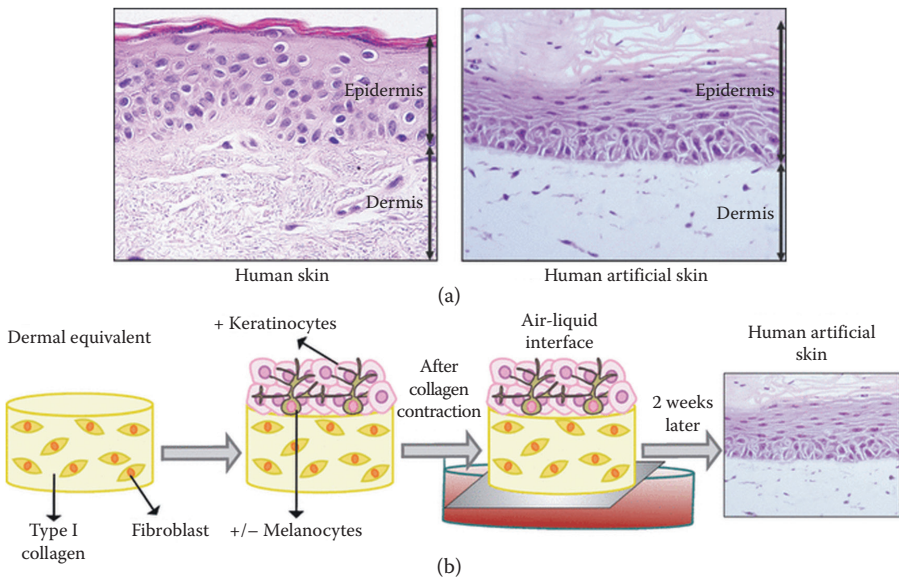 (a)
Epidermis
Dermis
Human skin
Epidermis
Dermis
Human artificial skin
Dermal equivalent
+ Keratinocytes
Type I
collagen
Fibroblast
+/– Melanocytes
After
collagen
contraction
Air-liquid
interface
2 weeks
later
Human artificial
skin
(b)